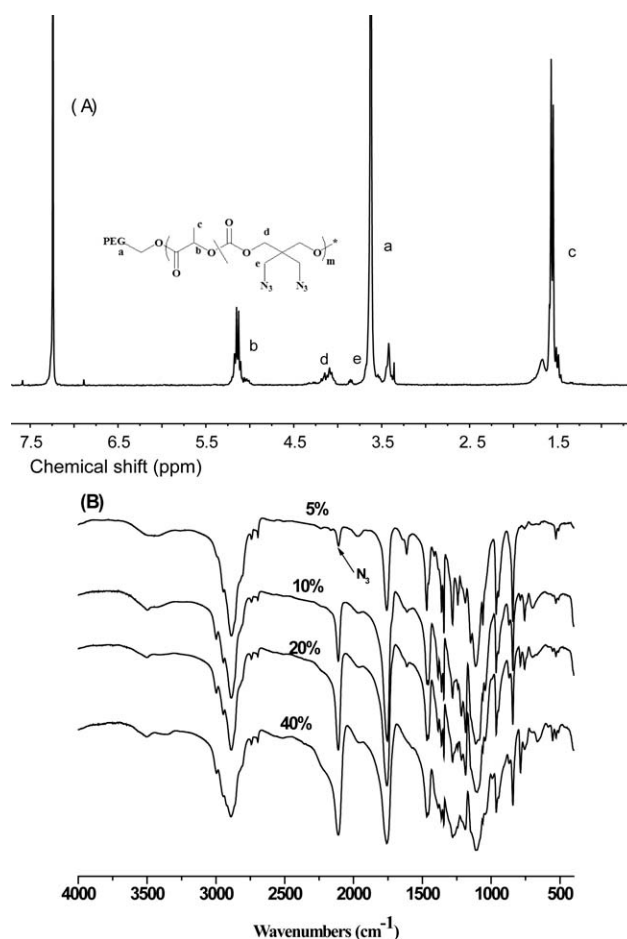 ( A)
c
O
d
PEG
O
O
*
a
b
O
O
O
m
e
N3
N3
a
c
b
d
e
7.5
6.5
5.5
4.5
3.5
2. 5
1.5
Chemical shift (ppm)
(B)
5%
N3
10%
20%
40%
4000
3500
3000
2500
2000
1500
1000
500
Wavenumbers (cm-1)